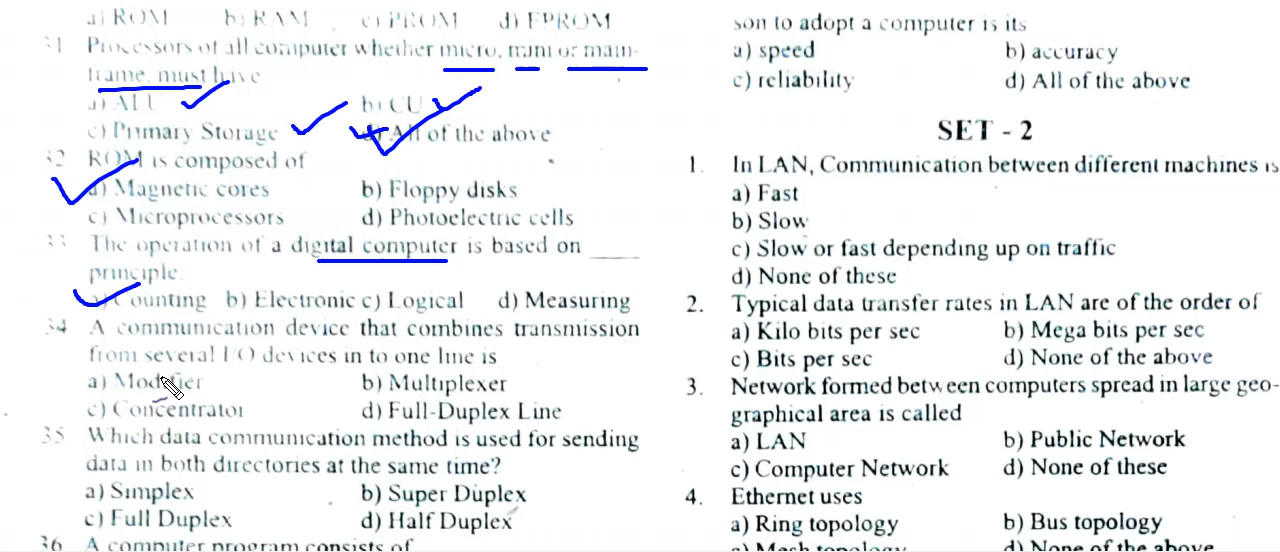 a) ROM b) RAM c) PROM d) EPROM
31 Processors of all computer whether micro, mini or main-
frame, must have
a) ALU b) CU
c) Primary Storage d) All of the above
32 ROM is composed of
a) Magnetic cores b) Floppy disks
c) Microprocessors d) Photoelectric cells
33 The operation of a digital computer is based on ____
principle.
a) Counting b) Electronic c) Logical d) Measuring
34 A communication device that combines transmission
from several I/O devices in to one line is
a) Modifier b) Multiplexer
c) Concentrator d) Full-Duplex Line
35 Which data communication method is used for sending
data in both directories at the same time?
a) Simplex b) Super Duplex
c) Full Duplex d) Half Duplex
36 A computer program consists of
son to adopt a computer is its
a) speed b) accuracy
c) reliability d) All of the above
SET - 2
1. In LAN, Communication between different machines is
a) Fast
b) Slow
c) Slow or fast depending up on traffic
d) None of these
2. Typical data transfer rates in LAN are of the order of
a) Kilo bits per sec b) Mega bits per sec
c) Bits per sec d) None of the above
3. Network formed between computers spread in large geo-
graphical area is called
a) LAN b) Public Network
c) Computer Network d) None of these
4. Ethernet uses
a) Ring topology b) Bus topology
c) Mesh topology d) None of the above